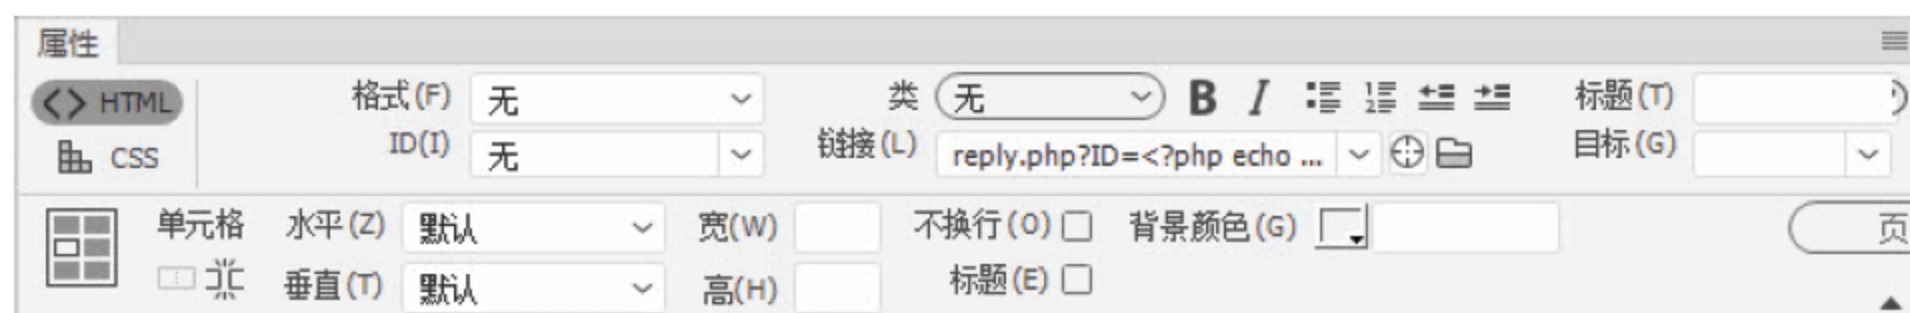 属性
HTML 格式(F) 无 类 无 B I 标题(T)
CSS ID(I) 无 链接(L) reply.php?ID=<?php echo ... 目标(G)
单元格 水平(Z) 默认 宽(W) 不换行(O) 背景颜色(G) 页
垂直(T) 默认 高(H) 标题(E)